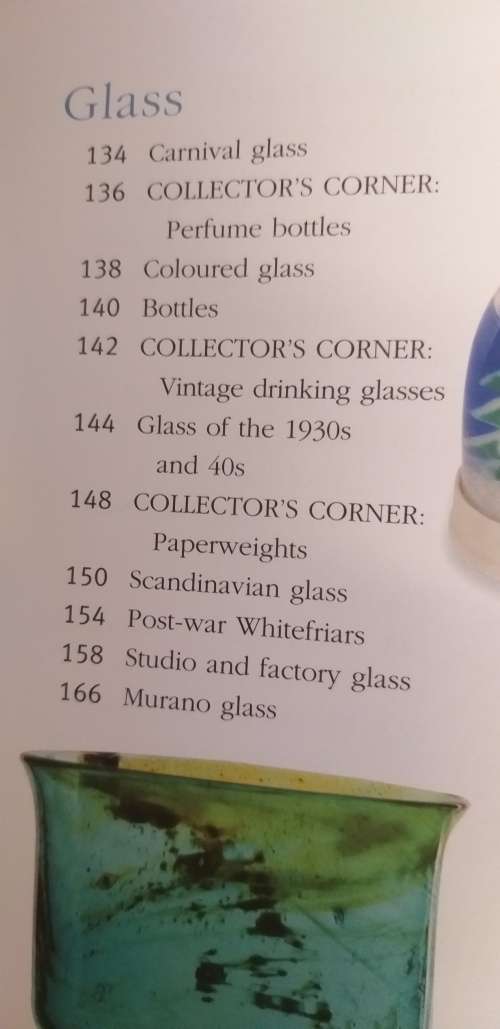 Glass
134 Carnival glass
136 COLLECTOR'S CORNER:
Perfume bottles
138 Coloured glass
140 Bottles
142 COLLECTOR'S CORNER:
Vintage drinking glasses
144 Glass of the 1930s
and 40s
148 COLLECTOR'S CORNER:
Paperweights
150 Scandinavian glass
154 Post-war Whitefriars
158 Studio and factory glass
166 Murano glass